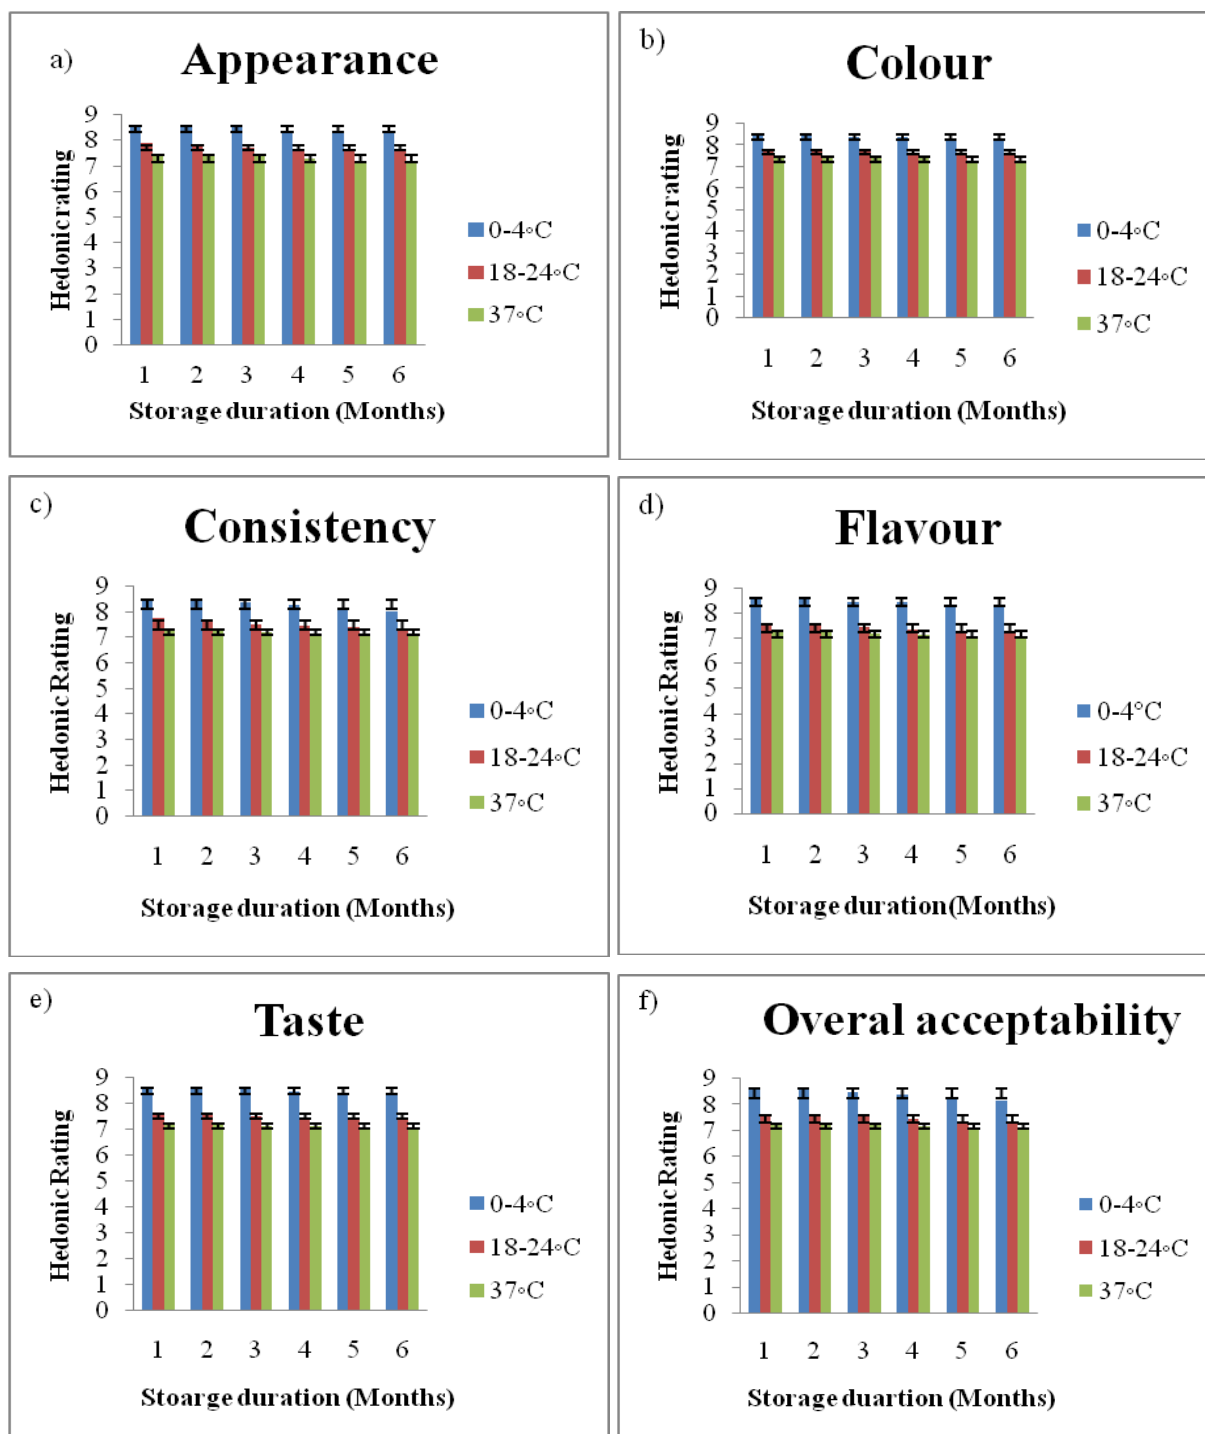 a)
Appearance
Hedonic rating
9
8
7
6
5
4
3
2
1
0
1 2 3 4 5 6
Storage duration (Months)
0-4◦C
18-24◦C
37◦C
b)
Colour
Hedonic rating
9
8
7
6
5
4
3
2
1
0
1 2 3 4 5 6
Storage duration (Months)
0-4◦C
18-24◦C
37◦C
c)
Consistency
Hedonic Rating
9
8
7
6
5
4
3
2
1
0
1 2 3 4 5 6
Storage duration (Months)
0-4◦C
18-24◦C
37◦C
d)
Flavour
Hedonic Rating
9
8
7
6
5
4
3
2
1
0
1 2 3 4 5 6
Storage duration(Months)
0-4°C
18-24◦C
37◦C
e)
Taste
Hedonic Rating
9
8
7
6
5
4
3
2
1
0
1 2 3 4 5 6
Stoarge duration (Months)
0-4◦C
18-24◦C
37◦C
f)
Overal acceptability
Hedonic Rating
9
8
7
6
5
4
3
2
1
0
1 2 3 4 5 6
Storage duartion (Months)
0-4◦C
18-24◦C
37◦C